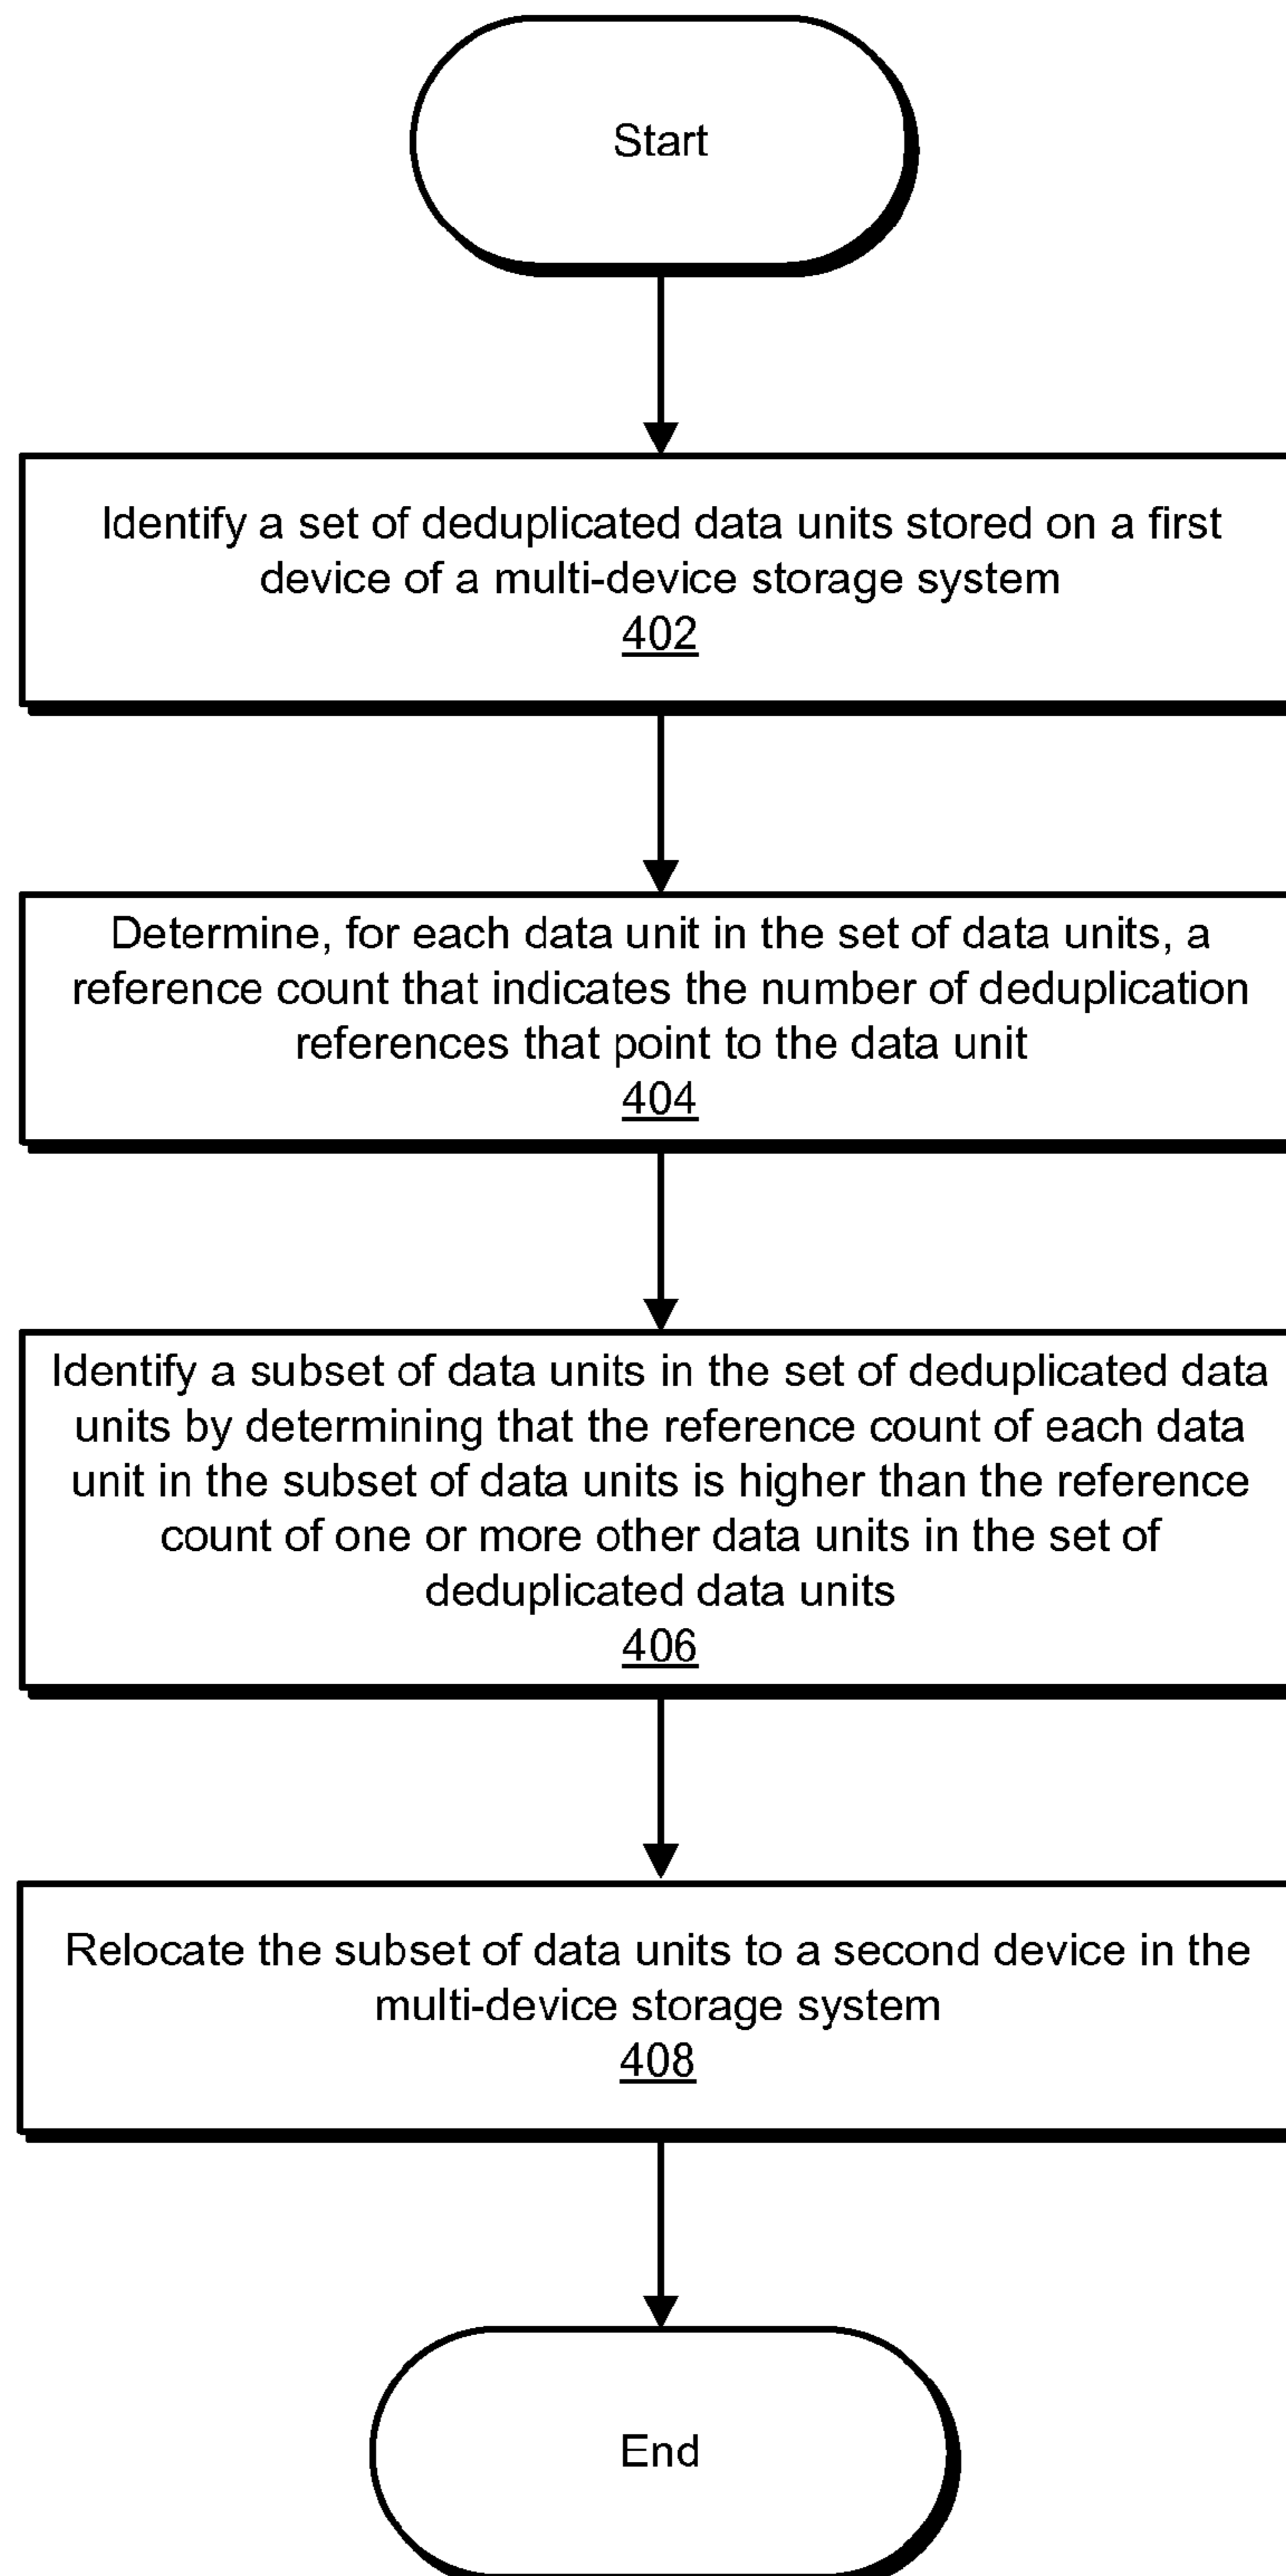 Start
Identify a set of deduplicated data units stored on a first
device of a multi-device storage system
402
Determine, for each data unit in the set of data units, a
reference count that indicates the number of deduplication
references that point to the data unit
404
Identify a subset of data units in the set of deduplicated data
units by determining that the reference count of each data
unit in the subset of data units is higher than the reference
count of one or more other data units in the set of
deduplicated data units
406
Relocate the subset of data units to a second device in the
multi-device storage system
408
End